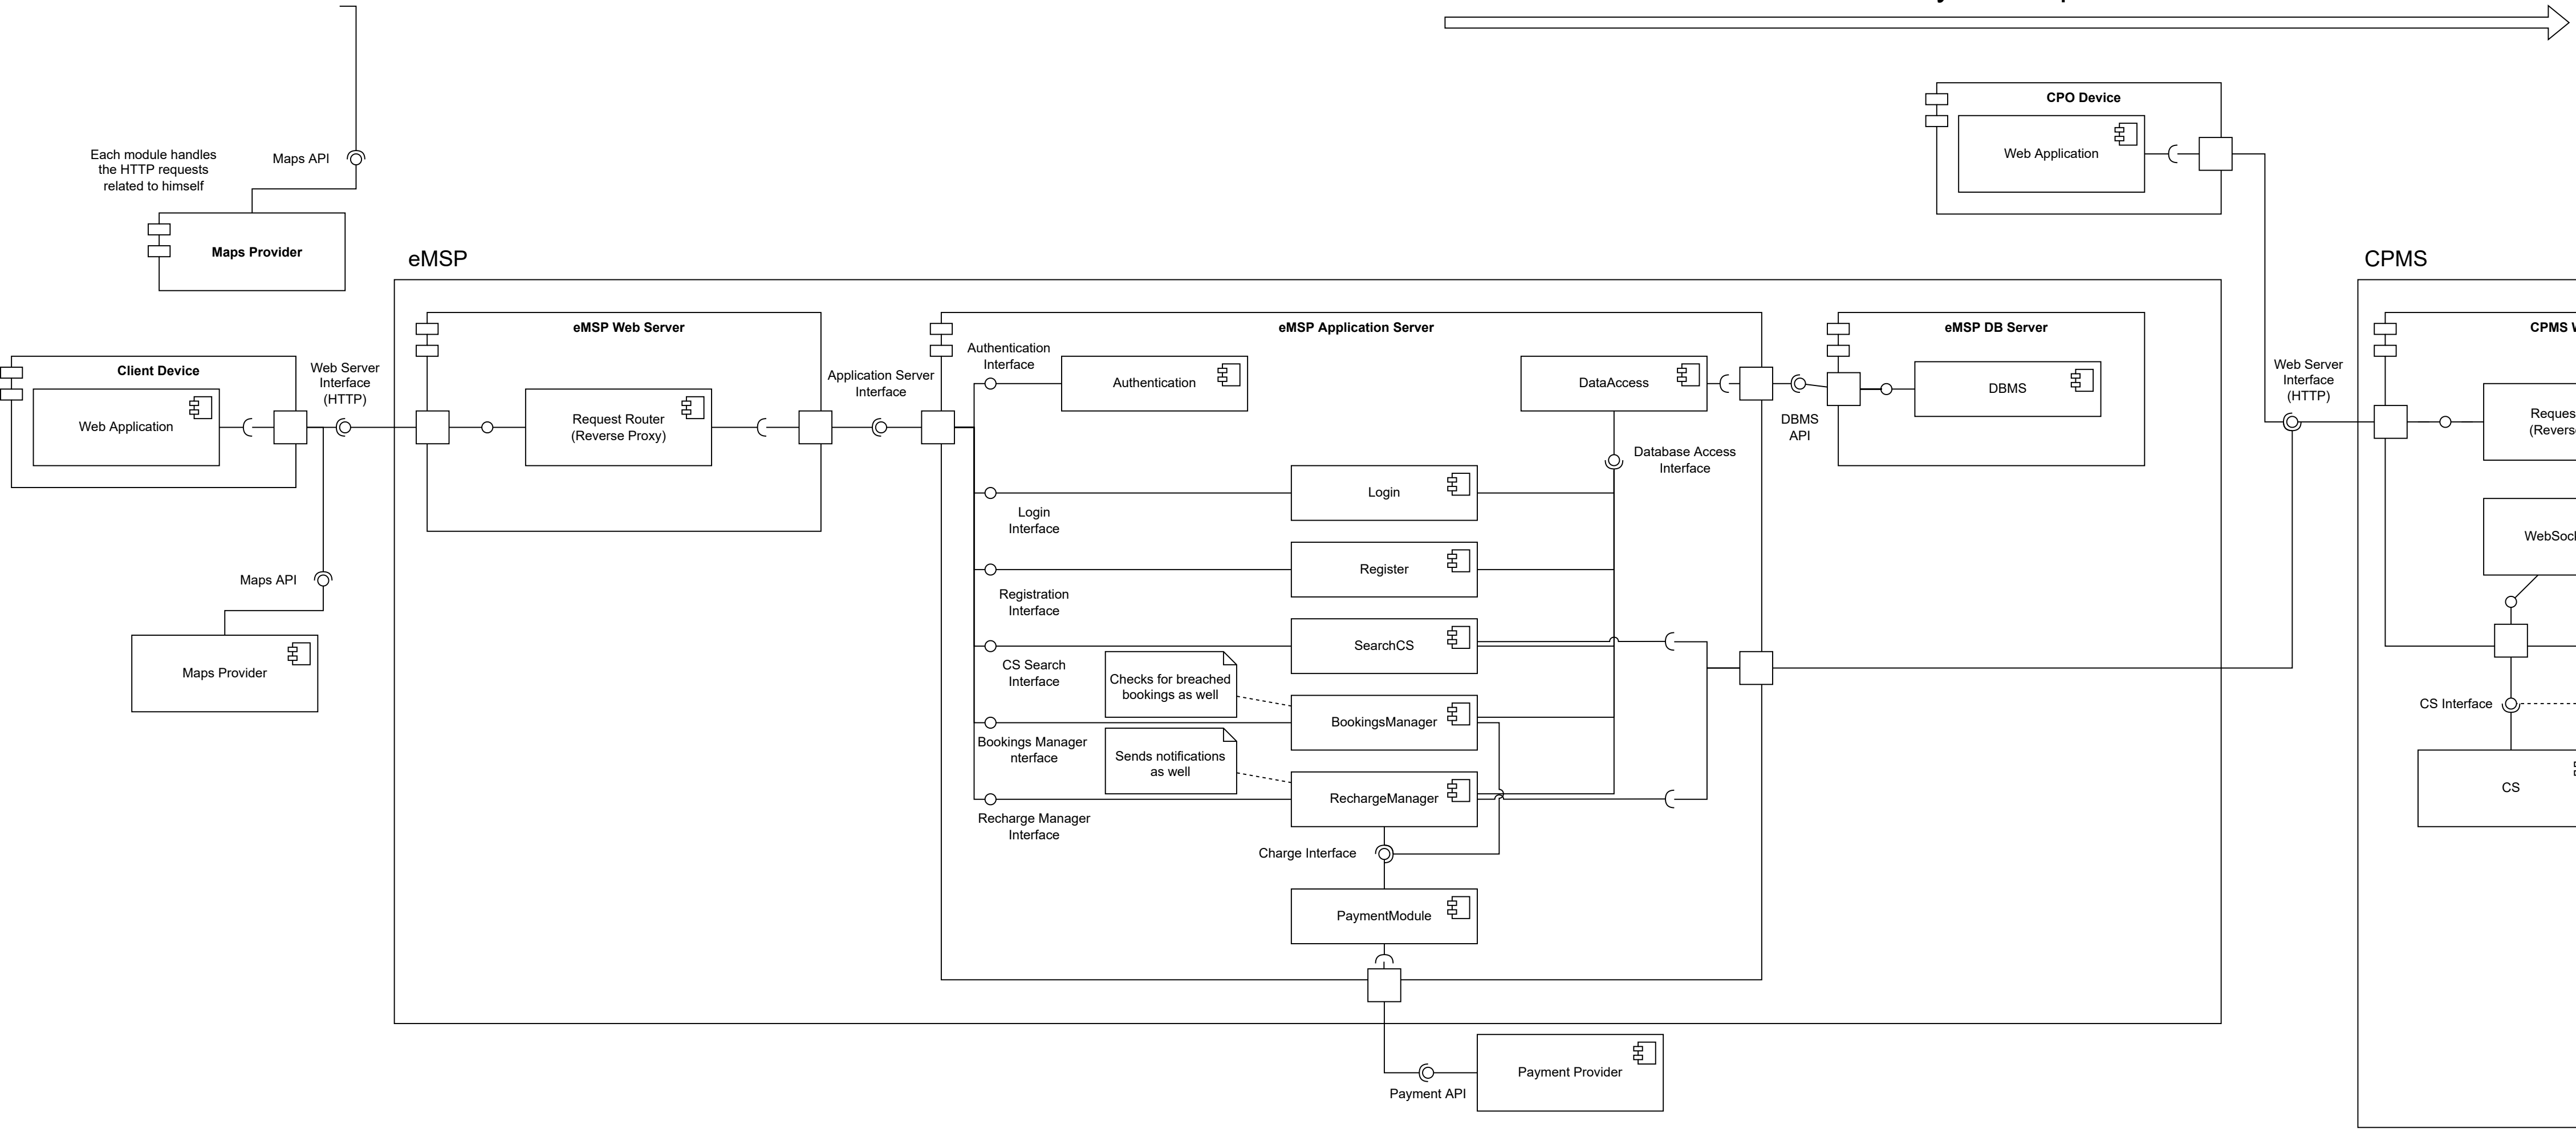 Each module handles
the HTTP requests
related to himself
Maps API
Maps Provider
CPO Device
Web Application
eMSP
CPMS
Client Device
Web Application
Web Server
Interface
(HTTP)
Maps API
Maps Provider
eMSP Web Server
Request Router
(Reverse Proxy)
Application Server
Interface
eMSP Application Server
Authentication
Interface
Authentication
DataAccess
Database Access
Interface
Login
Login
Interface
Register
Registration
Interface
SearchCS
CS Search
Interface
Checks for breached
bookings as well
BookingsManager
Bookings Manager
nterface
Sends notifications
as well
RechargeManager
Recharge Manager
Interface
Charge Interface
PaymentModule
Payment API
Payment Provider
DBMS
API
eMSP DB Server
DBMS
Web Server
Interface
(HTTP)
CPMS W
Reques
(Revers
WebSoc
CS Interface
CS